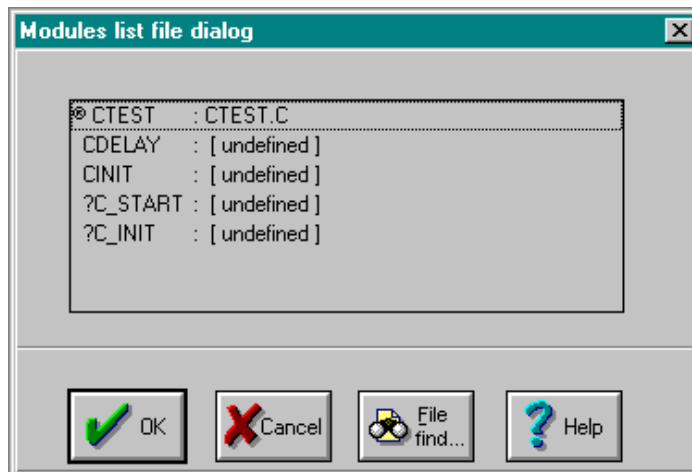 Modules list file dialog
® CTEST : CTEST.C
CDELAY : [ undefined ]
CINIT : [ undefined ]
?C_START : [ undefined ]
?C_INIT : [ undefined ]
OK
Cancel
File find...
Help